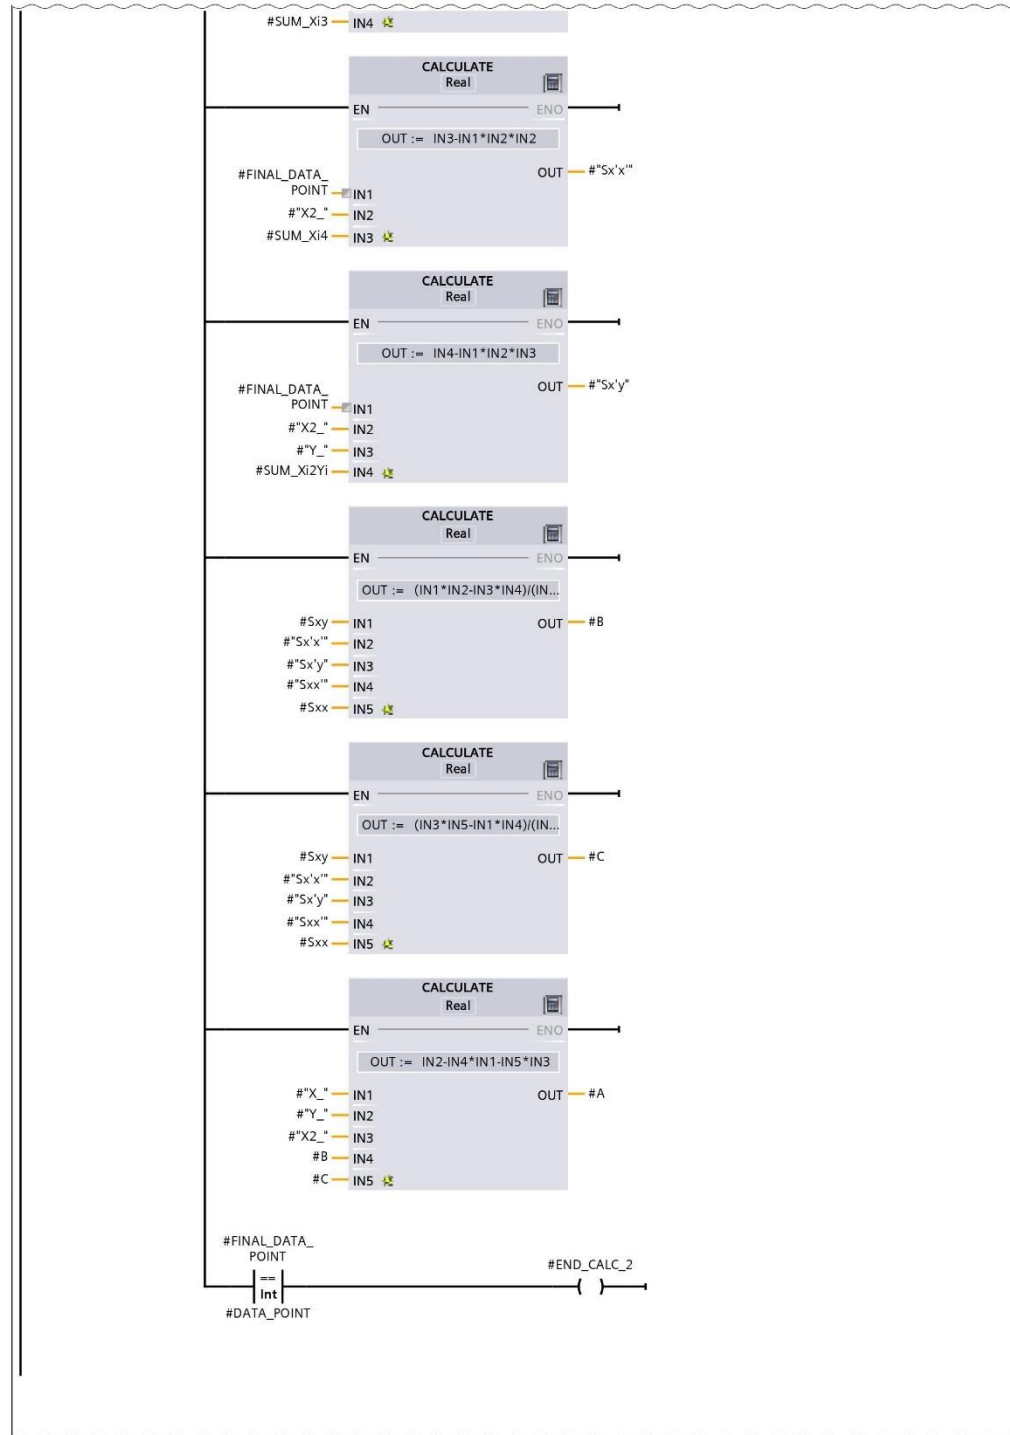 #SUM_Xi3 IN4
CALCULATE
Real
EN ENO
OUT := IN3-IN1*IN2*IN2
OUT #"Sx'x'"
#FINAL_DATA_
POINT IN1
#"X2_" IN2
#SUM_Xi4 IN3
CALCULATE
Real
EN ENO
OUT := IN4-IN1*IN2*IN3
OUT #"Sx'y"
#FINAL_DATA_
POINT IN1
#"X2_" IN2
#"Y_" IN3
#SUM_Xi2Yi IN4
CALCULATE
Real
EN ENO
OUT := (IN1*IN2-IN3*IN4)/(IN...
#Sxy IN1 OUT #B
#"Sx'x'" IN2
#"Sx'y" IN3
#"Sxx'" IN4
#Sxx IN5
CALCULATE
Real
EN ENO
OUT := (IN3*IN5-IN1*IN4)/(IN...
#Sxy IN1 OUT #C
#"Sx'x'" IN2
#"Sx'y" IN3
#"Sxx'" IN4
#Sxx IN5
CALCULATE
Real
EN ENO
OUT := IN2-IN4*IN1-IN5*IN3
#"X_" IN1 OUT #A
#"Y_" IN2
#"X2_" IN3
#B IN4
#C IN5
#FINAL_DATA_
POINT #END_CALC_2
==
Int
#DATA_POINT